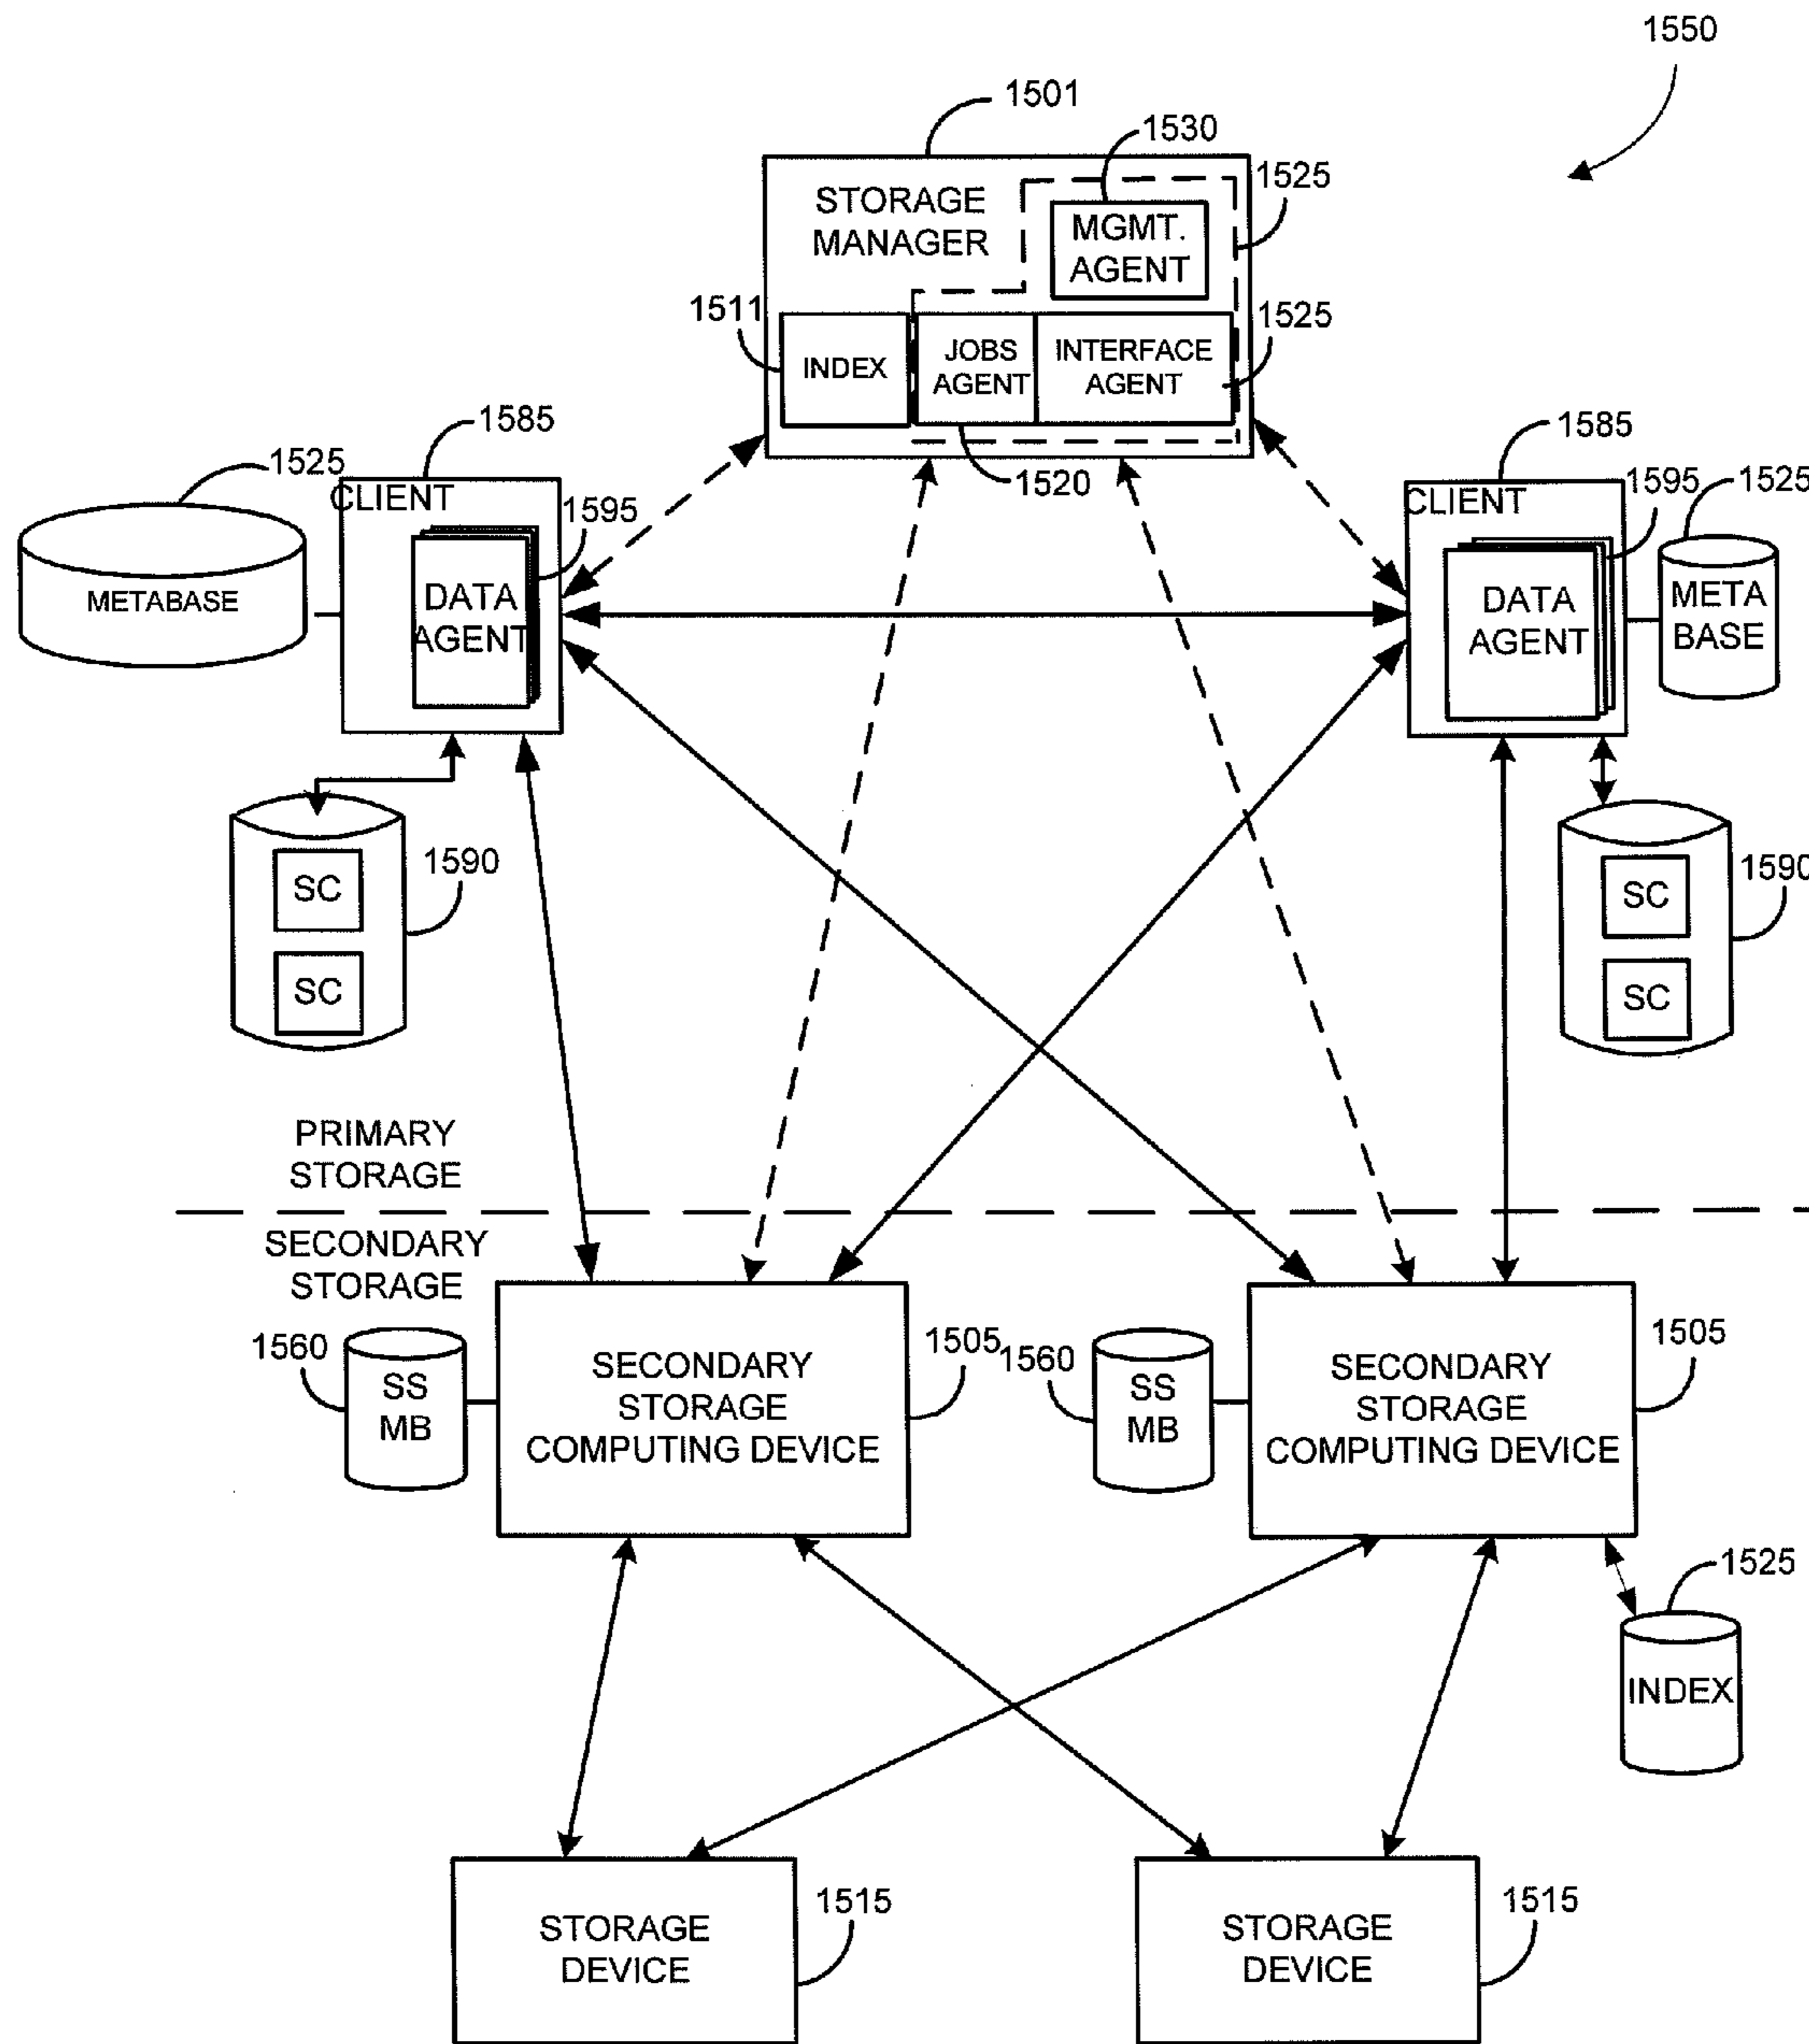 1550
1501
1530
1525
STORAGE
MANAGER
MGMT.
AGENT
1511
1525
INDEX
JOBS
AGENT
INTERFACE
AGENT
1520
1585
1525
CLIENT
1595
METABASE
DATA
AGENT
1585
CLIENT
1595
1525
DATA
AGENT
META
BASE
SC
1590
SC
SC
1590
SC
PRIMARY
STORAGE
SECONDARY
STORAGE
1560
SS
MB
SECONDARY
STORAGE
COMPUTING DEVICE
1505
1560
SS
MB
SECONDARY
STORAGE
COMPUTING DEVICE
1505
1525
INDEX
STORAGE
DEVICE
1515
STORAGE
DEVICE
1515